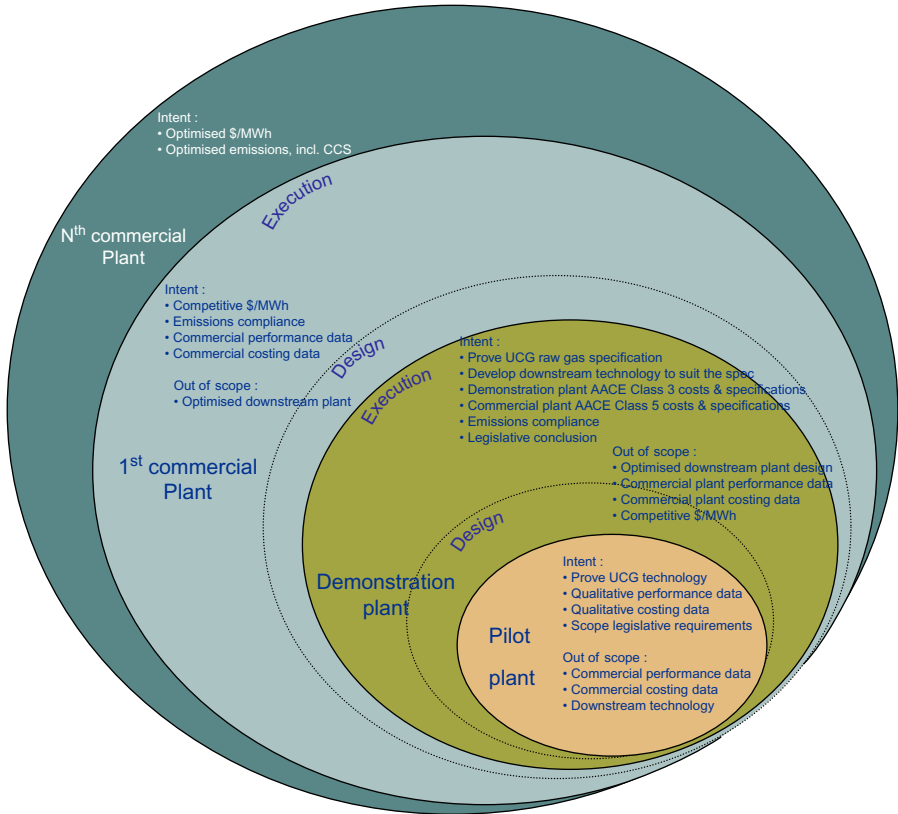 Intent :
• Optimised $/MWh
• Optimised emissions, incl. CCS
Execution
Nth commercial
Plant
Intent :
• Competitive $/MWh
• Emissions compliance
• Commercial performance data
• Commercial costing data
Out of scope :
• Optimised downstream plant
Design
Execution
1st commercial
Plant
Intent :
• Prove UCG raw gas specification
• Develop downstream technology to suit the spec
• Demonstration plant AACE Class 3 costs & specifications
• Commercial plant AACE Class 5 costs & specifications
• Emissions compliance
• Legislative conclusion
Out of scope :
• Optimised downstream plant design
• Commercial plant performance data
• Commercial plant costing data
• Competitive $/MWh
Design
Demonstration
plant
Pilot
plant
Intent :
• Prove UCG technology
• Qualitative performance data
• Qualitative costing data
• Scope legislative requirements
Out of scope :
• Commercial performance data
• Commercial costing data
• Downstream technology